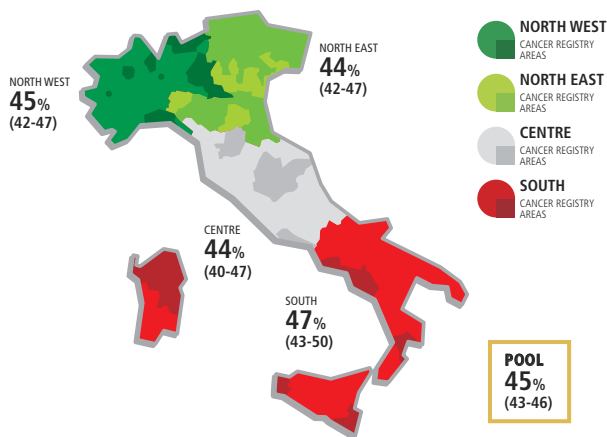 NORTH WEST
45%
(42-47)
NORTH EAST
44%
(42-47)
CENTRE
44%
(40-47)
SOUTH
47%
(43-50)
NORTH WEST
CANCER REGISTRY
AREAS
NORTH EAST
CANCER REGISTRY
AREAS
CENTRE
CANCER REGISTRY
AREAS
SOUTH
CANCER REGISTRY
AREAS
POOL
45%
(43-46)